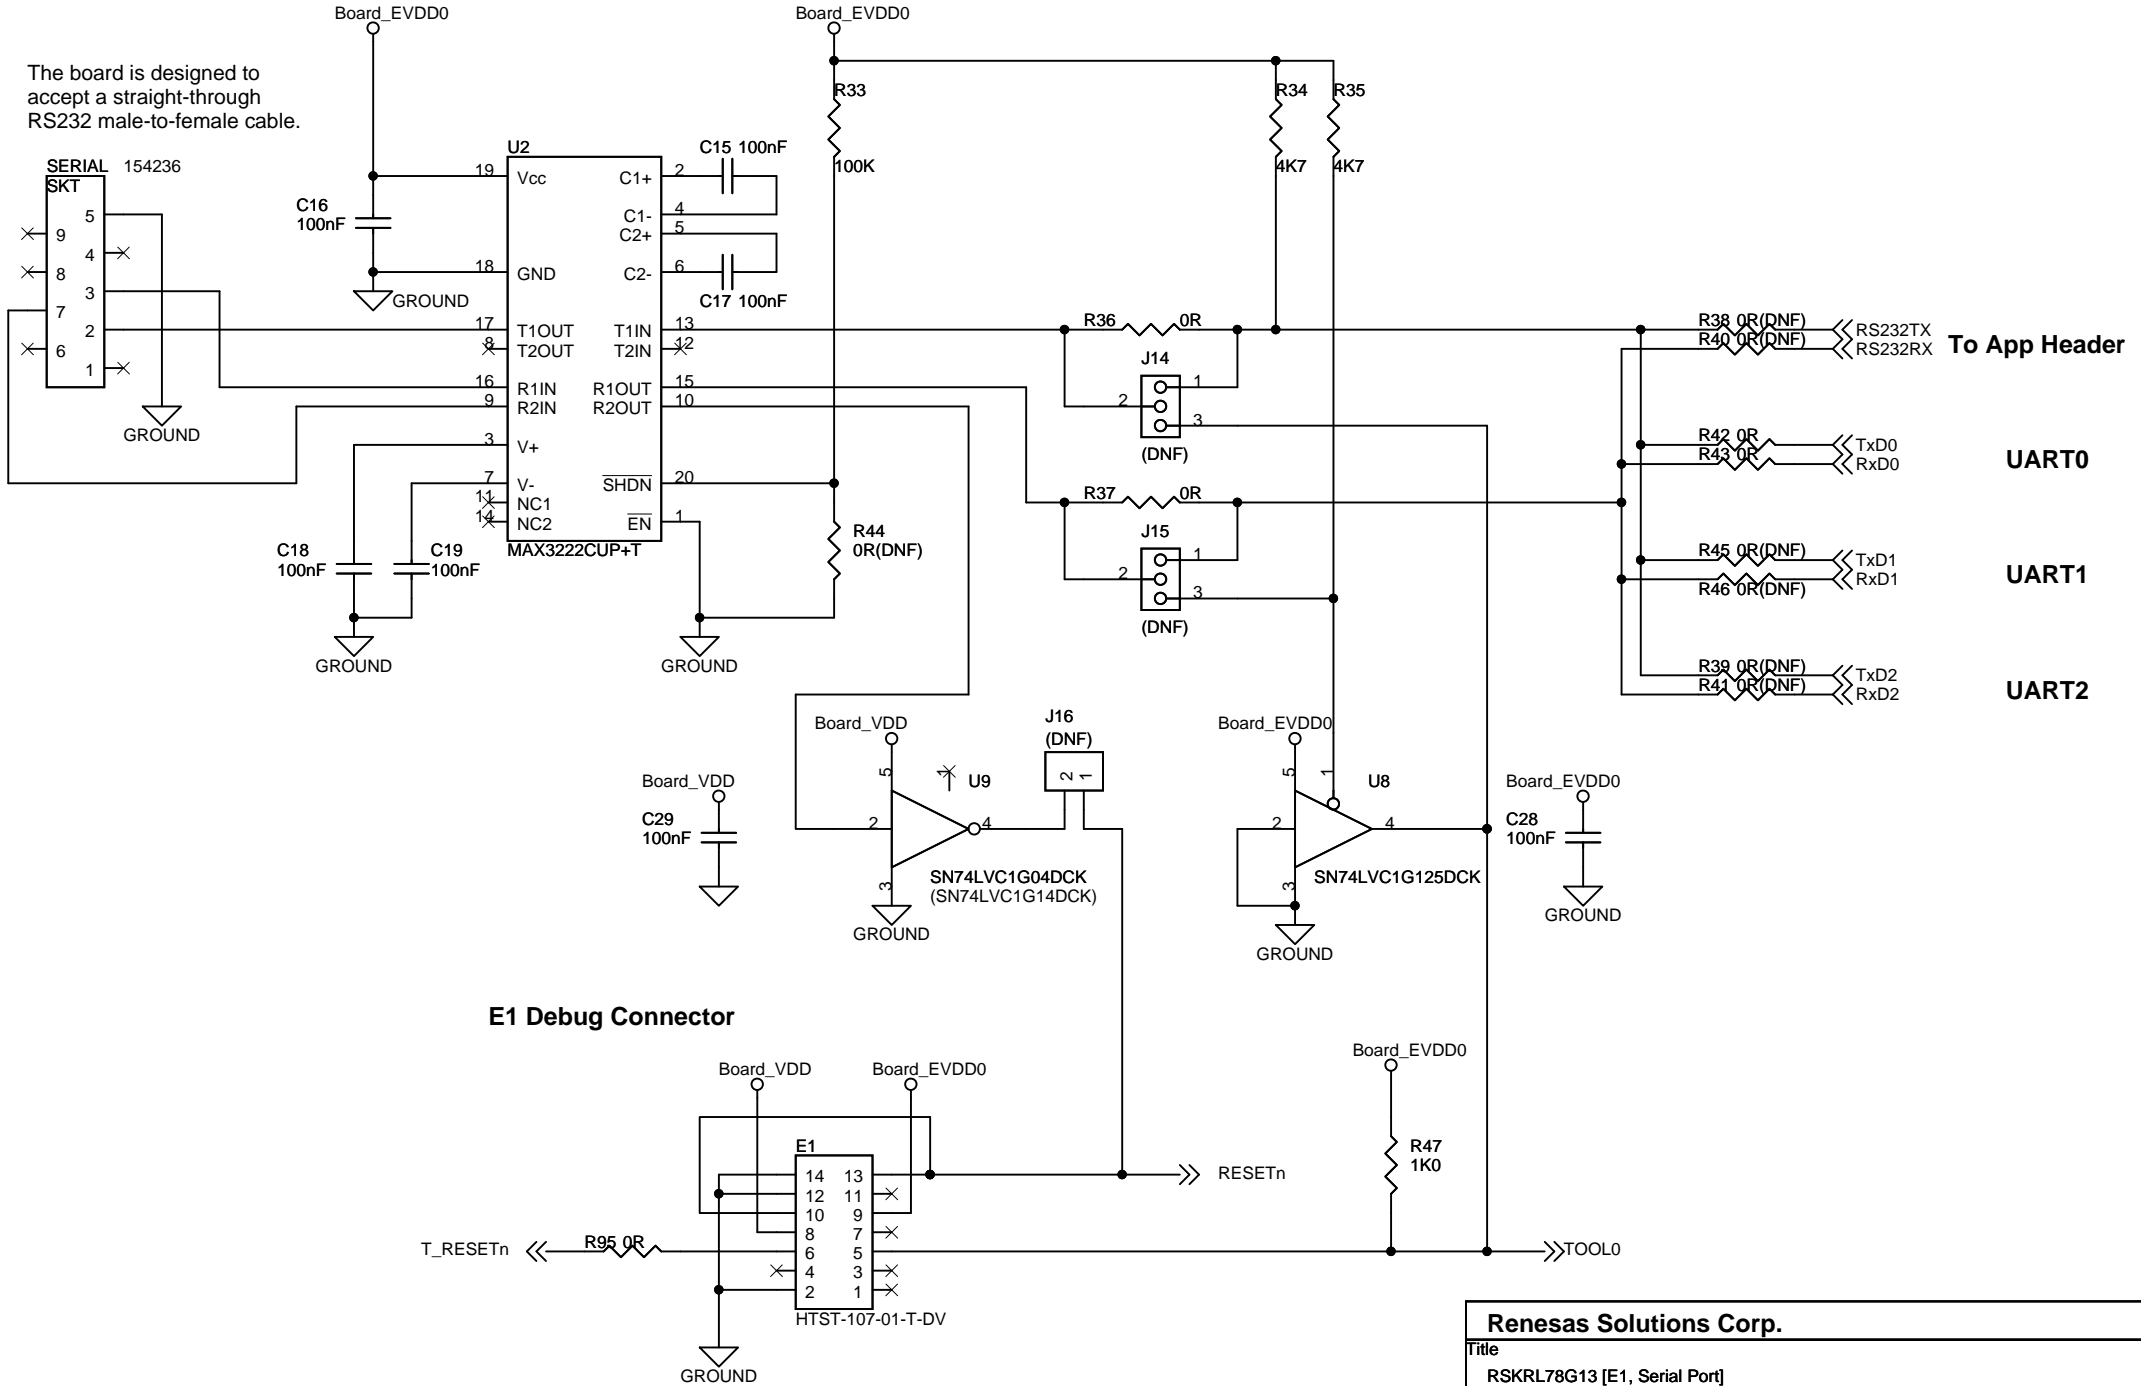 Board_EVDD0
Board_EVDD0
The board is designed to
accept a straight-through
RS232 male-to-female cable.
SERIAL 154236
SKT
5
9
4
8
3
7
2
6
1
GROUND
C16
100nF
GROUND
U2
19 Vcc
18 GND
17 T1OUT
8 T2OUT
16 R1IN
9 R2IN
3 V+
7 V-
11 NC1
14 NC2
C1+ 2
C1- 4
C2+ 5
C2- 6
T1IN 13
T2IN 12
R1OUT 15
R2OUT 10
SHDN 20
EN 1
MAX3222CUP+T
C15 100nF
C17 100nF
C18
100nF
C19
100nF
GROUND
GROUND
R33
100K
R34
4K7
R35
4K7
R44
0R(DNF)
R36 0R
J14
1
2
3
(DNF)
R37 0R
J15
1
2
3
(DNF)
R38 0R(DNF) RS232TX
R40 0R(DNF) RS232RX
To App Header
R42 0R TxD0
R43 0R RxD0
UART0
R45 0R(DNF) TxD1
R46 0R(DNF) RxD1
UART1
R39 0R(DNF) TxD2
R41 0R(DNF) RxD2
UART2
Board_VDD
C29
100nF
Board_VDD
5
1
U9
2
4
3
SN74LVC1G04DCK
(SN74LVC1G14DCK)
GROUND
J16
(DNF)
2 1
Board_EVDD0
5
1
U8
2
4
3
SN74LVC1G125DCK
GROUND
Board_EVDD0
C28
100nF
GROUND
E1 Debug Connector
Board_VDD
Board_EVDD0
E1
14 13
12 11
10 9
8 7
6 5
4 3
2 1
HTST-107-01-T-DV
T_RESETn
R95 0R
GROUND
RESETn
Board_EVDD0
R47
1K0
TOOL0
Renesas Solutions Corp.
Title
RSKRL78G13 [E1, Serial Port]